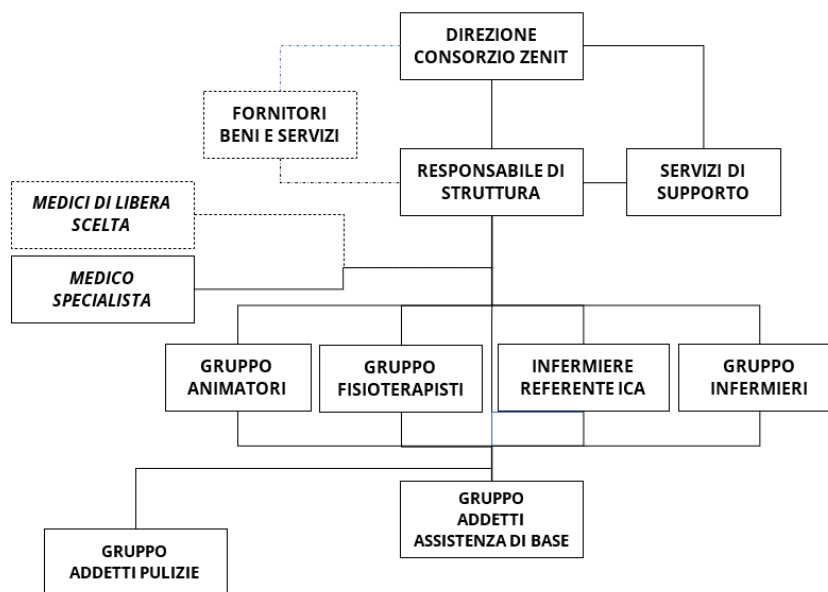 DIREZIONE
CONSORZIO ZENIT
FORNITORI
BENI E SERVIZI
RESPONSABILE DI
STRUTTURA
SERVIZI DI
SUPPORTO
MEDICI DI LIBERA
SCELTA
MEDICO
SPECIALISTA
GRUPPO
ANIMATORI
GRUPPO
FISIOTERAPISTI
INFERMIERE
REFERENTE ICA
GRUPPO
INFERMIERI
GRUPPO
ADDETTI
ASSISTENZA DI BASE
GRUPPO
ADDETTI PULIZIE